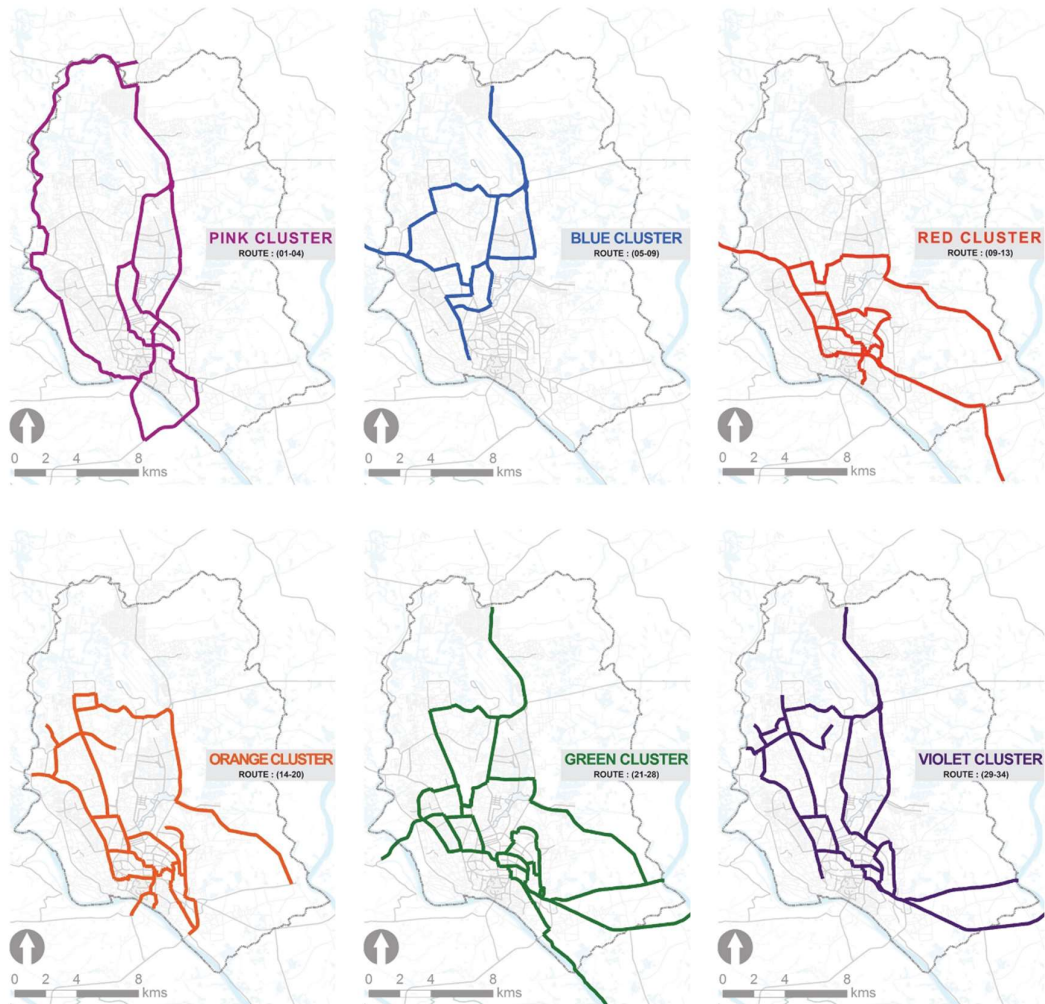 PINK CLUSTER
ROUTE : (01-04)
0 2 4 8
kms
BLUE CLUSTER
ROUTE : (05-09)
0 2 4 8
kms
RED CLUSTER
ROUTE : (09-13)
0 2 4 8
kms
ORANGE CLUSTER
ROUTE : (14-20)
0 2 4 8
kms
GREEN CLUSTER
ROUTE : (21-28)
0 2 4 8
kms
VIOLET CLUSTER
ROUTE : (29-34)
0 2 4 8
kms